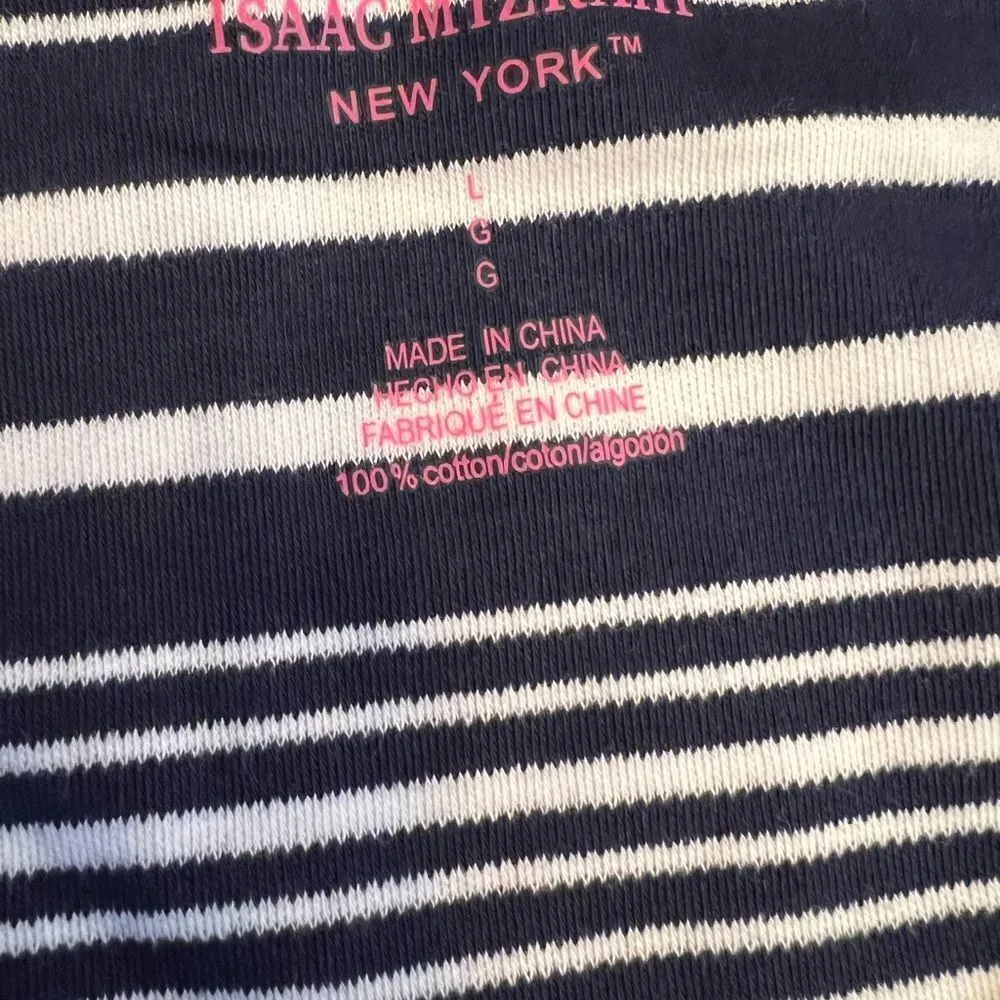 ISAAC MIZRAHI
NEW YORK™
L
G
G
MADE IN CHINA
HECHO EN CHINA
FABRIQUÉ EN CHINE
100% cotton/coton/algodón